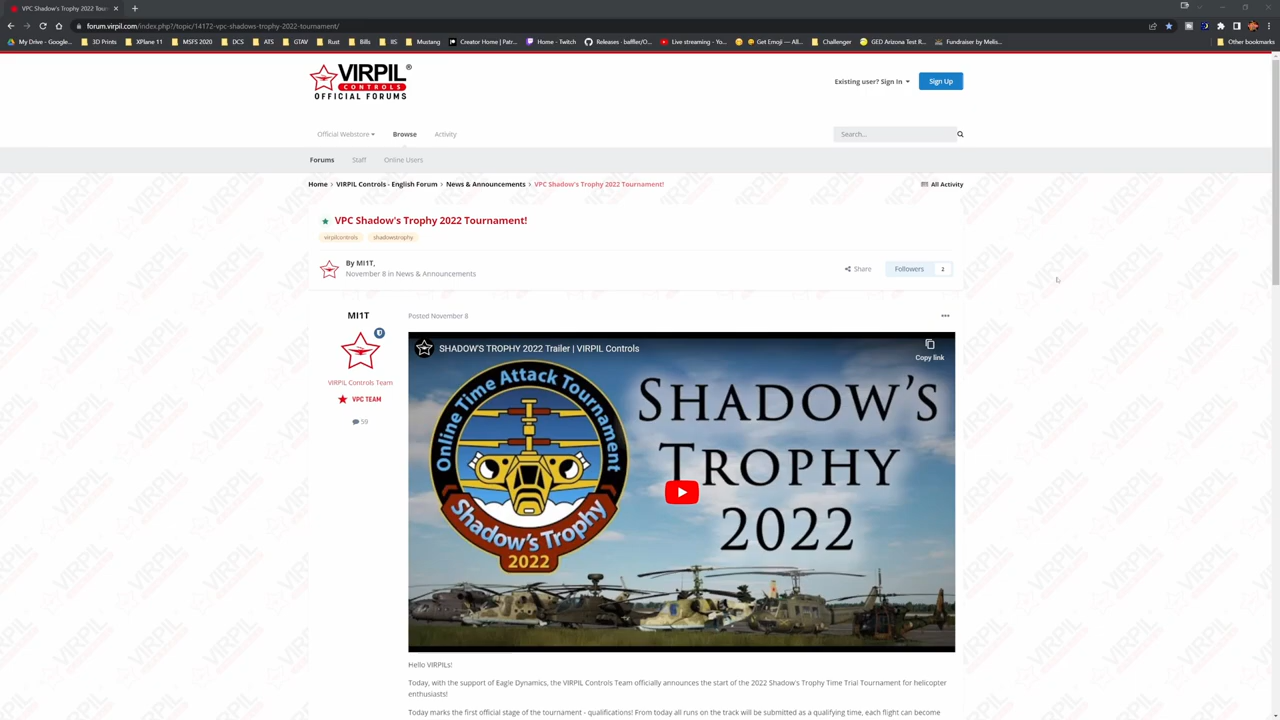 VPC Shadow's Trophy 2022 Tour
forum.virpil.com/index.php?/topic/14172-vpc-shadows-trophy-2022-tournament/
My Drive - Google... 3D Prints XPlane 11 MSFS 2020 DCS ATS GTAV Rust Bills IIS Mustang Creator Home | Patr... Home - Twitch Releases · baffler/O... Live streaming - Yo... Get Emoji — All... Challenger GED Arizona Test R... Fundraiser by Melis... Other bookmarks
VIRPIL®
CONTROLS
OFFICIAL FORUMS
Existing user? Sign In Sign Up
Official Webstore Browse Activity Search...
Forums Staff Online Users
Home VIRPIL Controls - English Forum News & Announcements VPC Shadow's Trophy 2022 Tournament! All Activity
VPC Shadow's Trophy 2022 Tournament!
virpilcontrols shadowstrophy
By MI1T,
November 8 in News & Announcements
Share Followers 2
MI1T
Posted November 8
VIRPIL Controls Team
VPC TEAM
59
SHADOW'S TROPHY 2022 Trailer | VIRPIL Controls
Copy link
Online Time Attack Tournament
Shadow's Trophy
2022
SHADOW'S
TROPHY
2022
Hello VIRPILs!
Today, with the support of Eagle Dynamics, the VIRPIL Controls Team officially announces the start of the 2022 Shadow's Trophy Time Trial Tournament for helicopter
enthusiasts!
Today marks the first official stage of the tournament - qualifications! From today all runs on the track will be submitted as a qualifying time, each flight can become